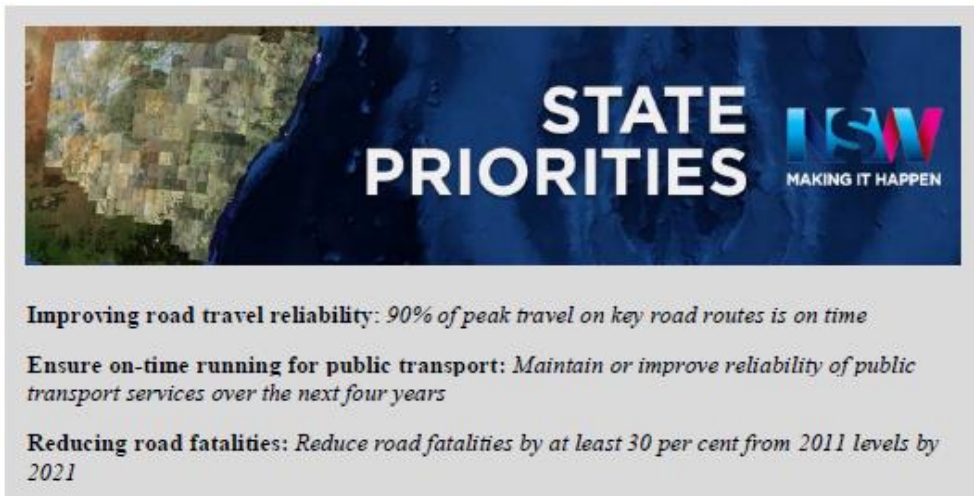 STATE
PRIORITIES
NSW
MAKING IT HAPPEN
Improving road travel reliability: 90% of peak travel on key road routes is on time
Ensure on-time running for public transport: Maintain or improve reliability of public
transport services over the next four years
Reducing road fatalities: Reduce road fatalities by at least 30 per cent from 2011 levels by
2021